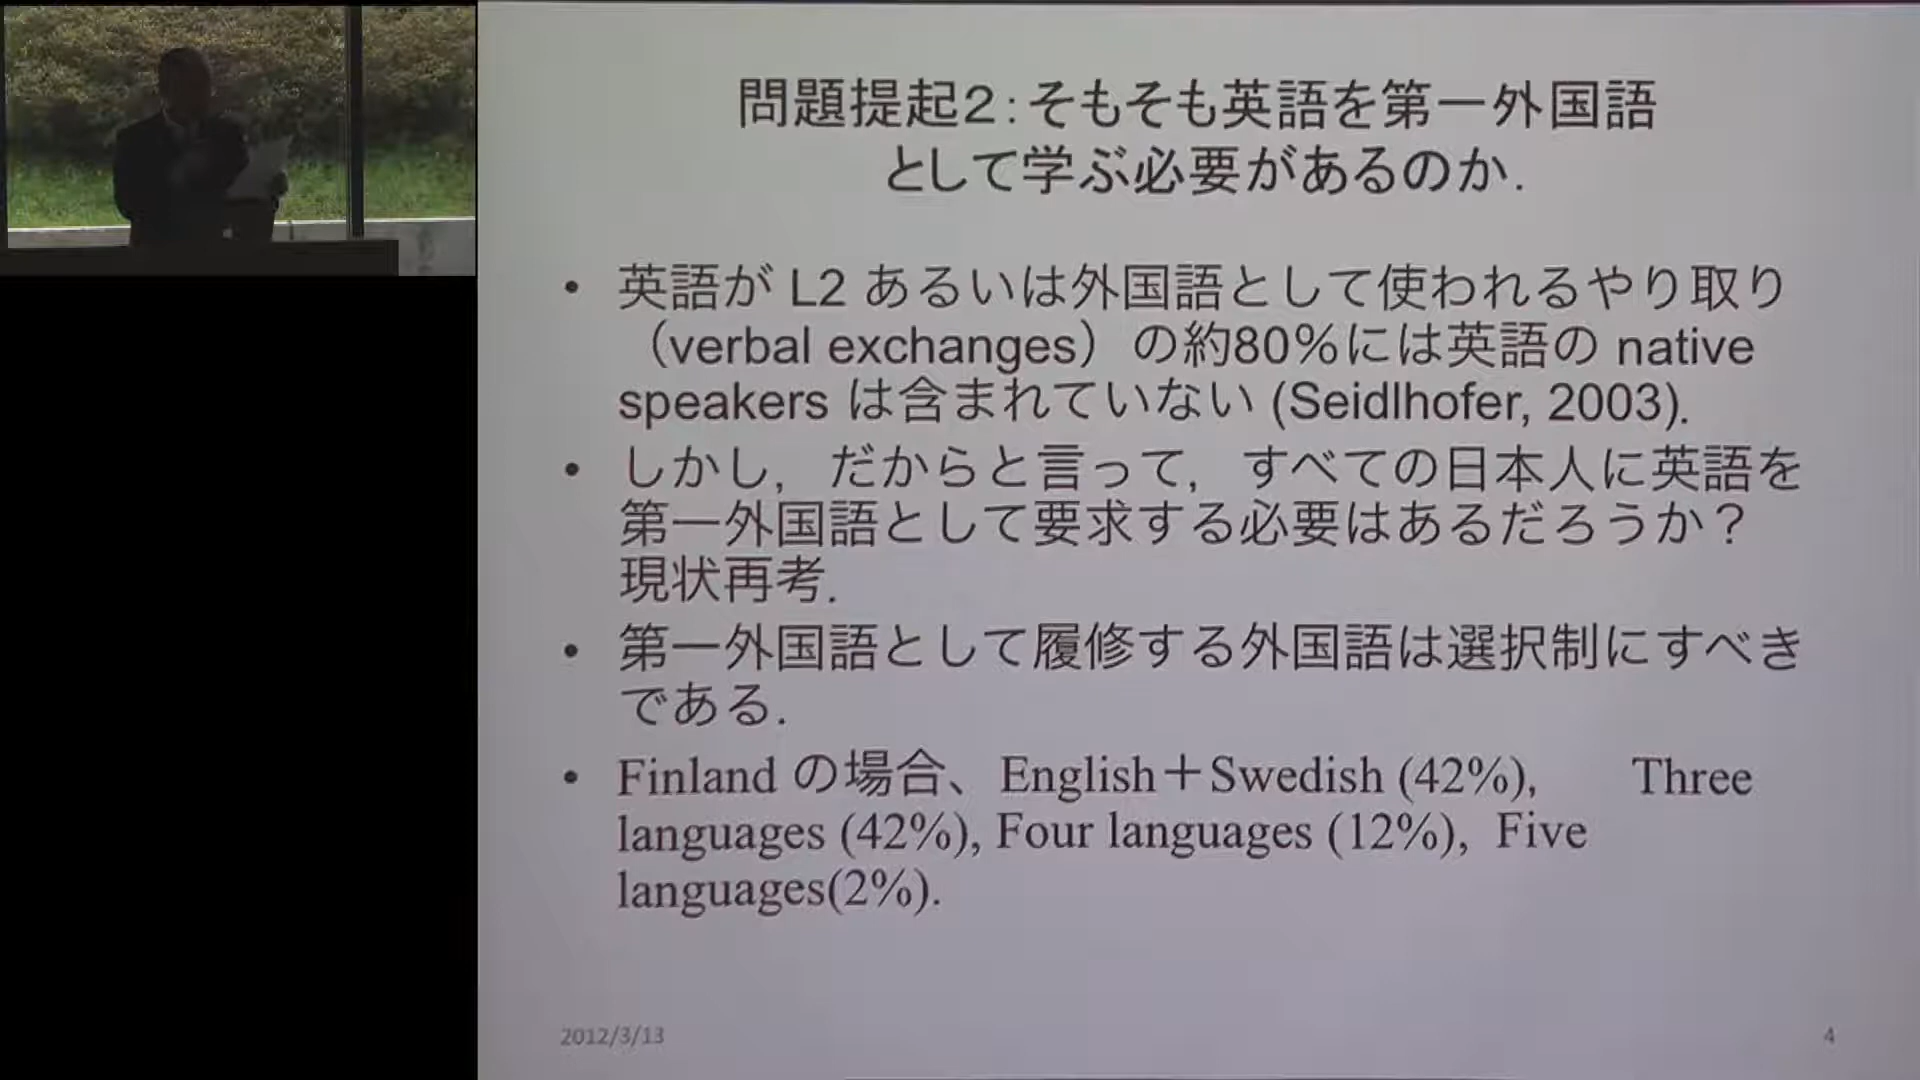 問題提起２：そもそも英語を第一外国語
として学ぶ必要があるのか．
• 英語が L2 あるいは外国語として使われるやり取り
（verbal exchanges）の約80％には英語の native
speakers は含まれていない (Seidlhofer, 2003).
• しかし，だからと言って，すべての日本人に英語を
第一外国語として要求する必要はあるだろうか？
現状再考．
• 第一外国語として履修する外国語は選択制にすべき
である．
• Finland の場合、English＋Swedish (42%), Three
languages (42%), Four languages (12%), Five
languages(2%).
2012/3/13
4